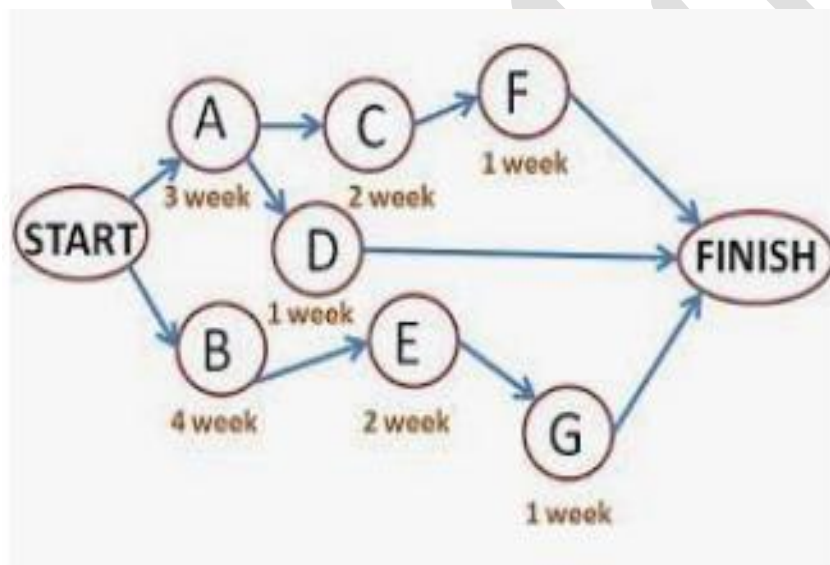 F
A
C
1 week
3 week
2 week
START
D
FINISH
1 week
B
E
4 week
2 week
G
1 week